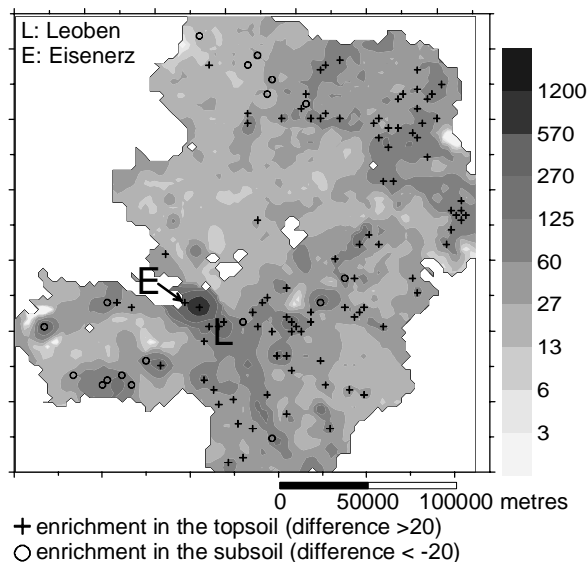 L: Leoben
E: Eisenerz
1200
570
270
125
60
27
13
6
3
E
L
0 50000 100000 metres
+ enrichment in the topsoil (difference >20)
o enrichment in the subsoil (difference < -20)